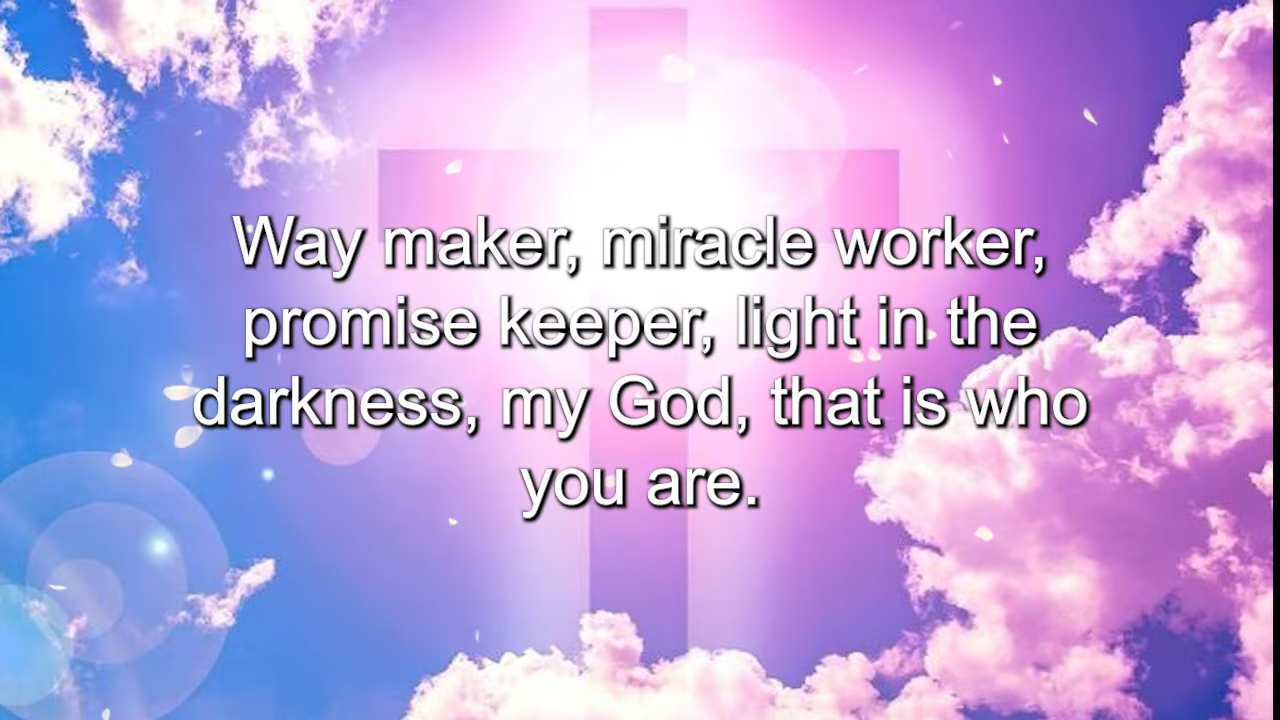 Way maker, miracle worker,
promise keeper, light in the
darkness, my God, that is who
you are.